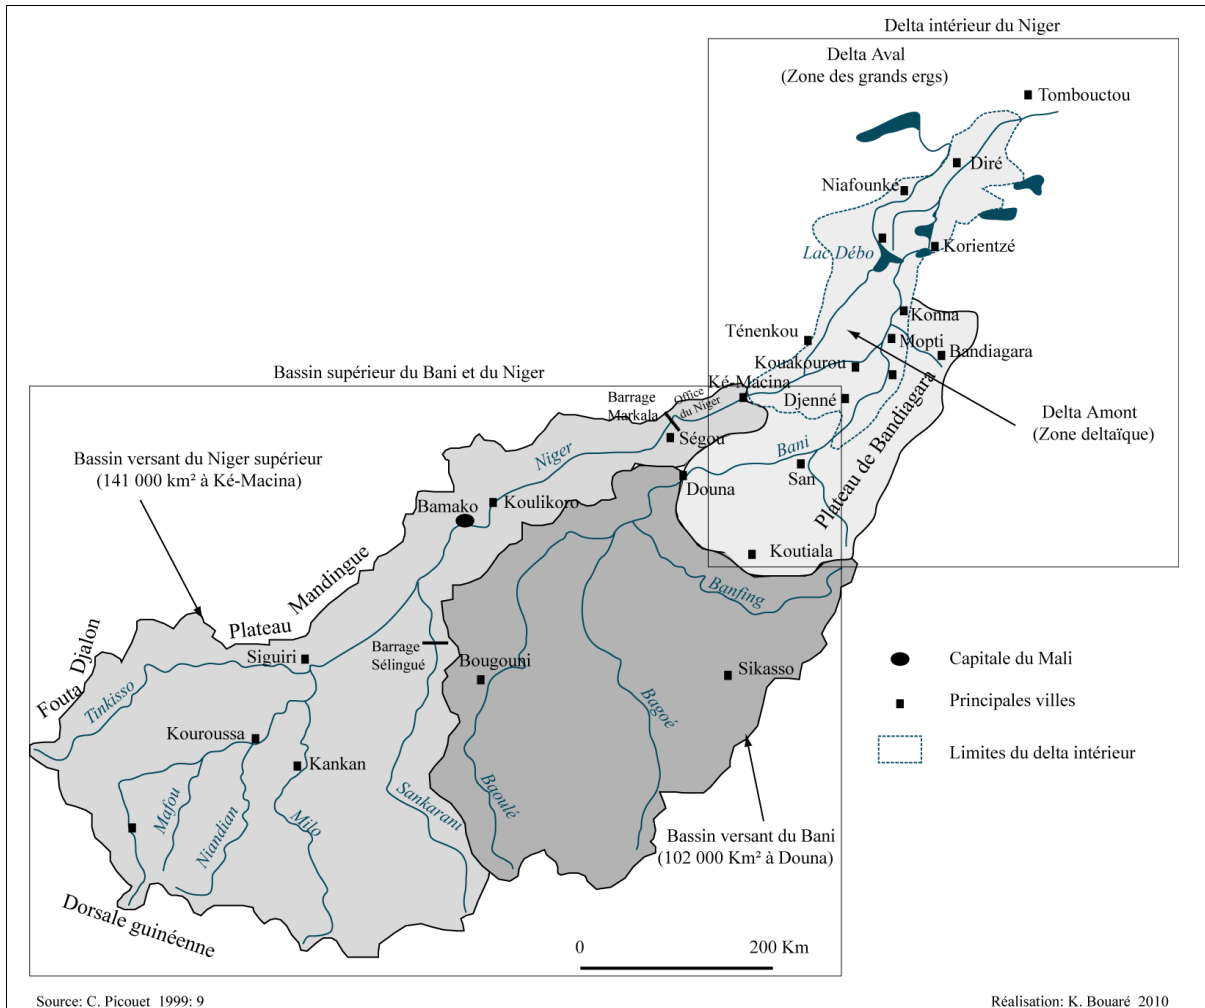 Delta intérieur du Niger
Delta Aval
(Zone des grands ergs)
Tombouctou
Diré
Niafounké
Lac Débo
Korientzé
Konna
Ténenkou
Mopti
Bandiagara
Kouakourou
Bassin supérieur du Bani et du Niger
Ké-Macina
Barrage
Markala
Office
du Niger
Djenné
Delta Amont
(Zone deltaïque)
Ségou
Bani
Plateau de Bandiagara
Bassin versant du Niger supérieur
(141 000 km² à Ké-Macina)
Niger
San
Douna
Bamako
Koulikoro
Koutiala
Mandingue
Plateau
Banfing
Fouta Djalon
Siguiri
Barrage
Sélingué
Bougouni
Sikasso
Capitale du Mali
Tinkisso
Bagoé
Principales villes
Kouroussa
Kankan
Limites du delta intérieur
Mafou
Niandian
Milo
Sankarani
Baoulé
Bassin versant du Bani
(102 000 Km² à Douna)
Dorsale guinéenne
0 200 Km
Source: C. Picouet 1999: 9
Réalisation: K. Bouaré 2010